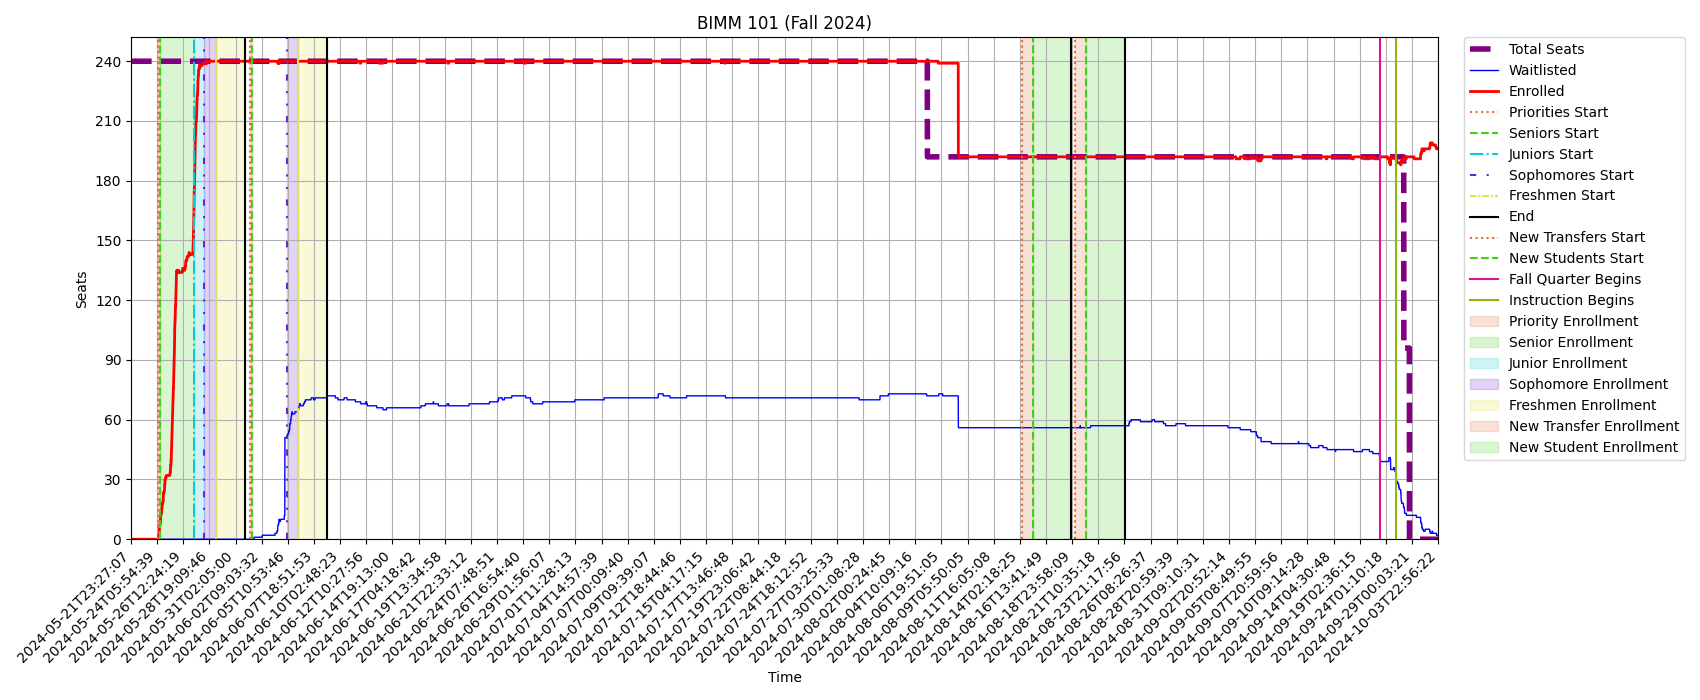 BIMM 101 (Fall 2024)
Seats
240
210
180
150
120
90
60
30
0
2024-05-21T23:27:07
2024-05-24T05:54:39
2024-05-26T12:24:19
2024-05-28T19:09:46
2024-05-31T02:05:00
2024-06-02T09:03:32
2024-06-05T10:53:46
2024-06-07T18:51:53
2024-06-10T02:48:23
2024-06-12T10:27:56
2024-06-14T19:13:00
2024-06-17T04:18:42
2024-06-19T13:34:58
2024-06-21T22:33:12
2024-06-24T07:48:51
2024-06-26T16:54:40
2024-06-29T01:56:07
2024-07-01T11:28:13
2024-07-04T14:57:39
2024-07-07T00:09:40
2024-07-09T09:39:07
2024-07-12T18:44:46
2024-07-15T04:17:15
2024-07-17T13:46:48
2024-07-19T23:06:42
2024-07-22T08:44:18
2024-07-24T18:12:52
2024-07-27T03:25:33
2024-07-30T01:08:28
2024-08-02T01:24:45
2024-08-04T10:09:16
2024-08-06T19:51:05
2024-08-09T05:50:05
2024-08-11T16:05:08
2024-08-14T02:18:25
2024-08-16T13:41:49
2024-08-18T23:58:09
2024-08-21T10:35:18
2024-08-23T21:17:56
2024-08-26T08:26:37
2024-08-28T20:59:39
2024-08-31T09:10:31
2024-09-02T20:52:14
2024-09-05T08:49:55
2024-09-07T20:59:56
2024-09-10T09:14:28
2024-09-14T04:30:48
2024-09-19T02:36:15
2024-09-24T01:10:18
2024-09-29T00:03:21
2024-10-03T22:56:22
Time
Total Seats
Waitlisted
Enrolled
Priorities Start
Seniors Start
Juniors Start
Sophomores Start
Freshmen Start
End
New Transfers Start
New Students Start
Fall Quarter Begins
Instruction Begins
Priority Enrollment
Senior Enrollment
Junior Enrollment
Sophomore Enrollment
Freshmen Enrollment
New Transfer Enrollment
New Student Enrollment